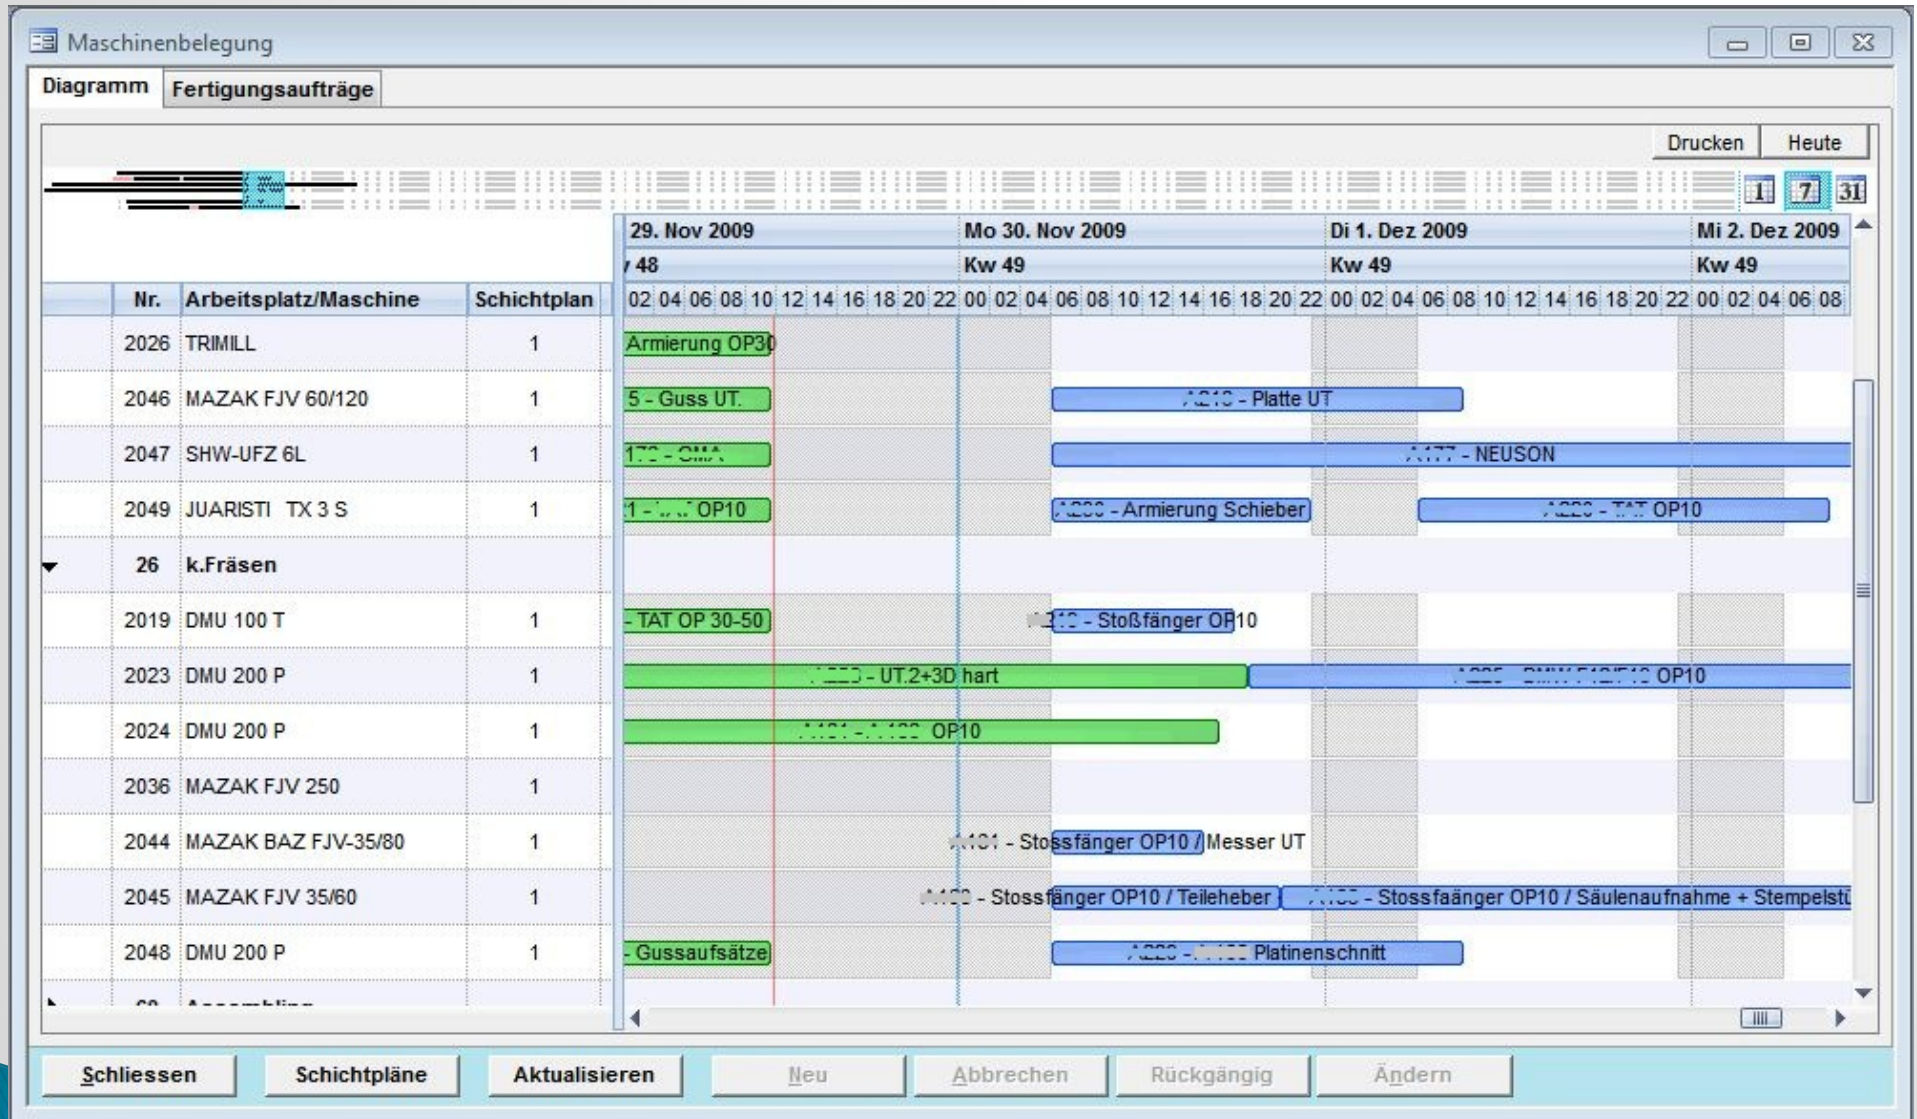 Maschinenbelegung
Diagramm Fertigungsaufträge
Drucken Heute
1 7 31
29. Nov 2009 Mo 30. Nov 2009 Di 1. Dez 2009 Mi 2. Dez 2009
48 Kw 49 Kw 49 Kw 49
Nr. Arbeitsplatz/Maschine Schichtplan 02 04 06 08 10 12 14 16 18 20 22 00 02 04 06 08 10 12 14 16 18 20 22 00 02 04 06 08 10 12 14 16 18 20 22 00 02 04 06 08
2026 TRIMILL 1 Armierung OP30
2046 MAZAK FJV 60/120 1 5 - Guss UT. - Platte UT
2047 SHW-UFZ 6L 1 - NEUSON
2049 JUARISTI TX 3 S 1 OP10 - Armierung Schieber - TAT OP10
26 k.Fräsen
2019 DMU 100 T 1 - TAT OP 30-50 - Stoßfänger OP10
2023 DMU 200 P 1 - UT.2+3D hart OP10
2024 DMU 200 P 1 OP10
2036 MAZAK FJV 250 1
2044 MAZAK BAZ FJV-35/80 1 - Stossfänger OP10 / Messer UT
2045 MAZAK FJV 35/60 1 - Stossfänger OP10 / Teileheber - Stossfaänger OP10 / Säulenaufnahme + Stempelstü
2048 DMU 200 P 1 - Gussaufsätze Platinenschnitt
Schliessen Schichtpläne Aktualisieren Neu Abbrechen Rückgängig Ändern